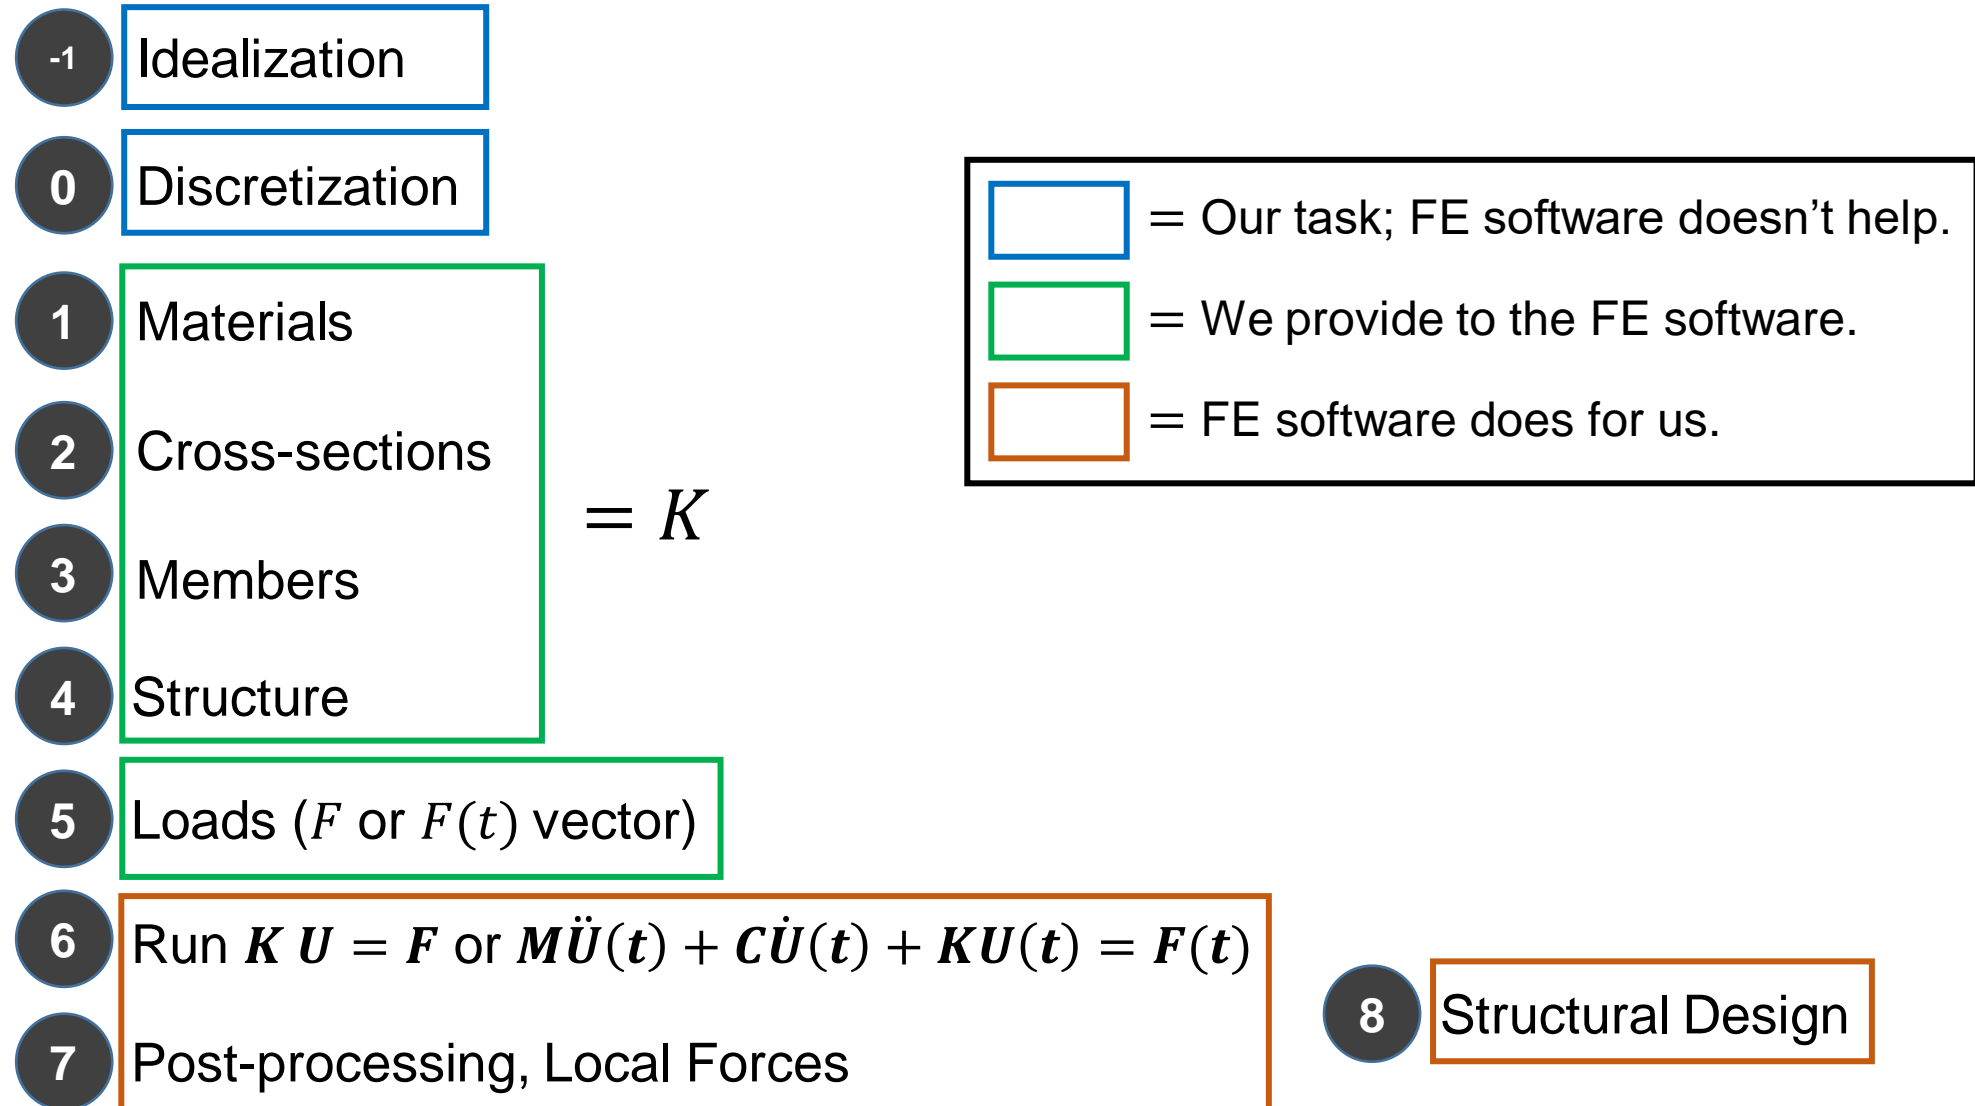 -1 Idealization
0 Discretization
1 Materials
2 Cross-sections
3 Members
4 Structure
= K
5 Loads (F or F(t) vector)
6 Run K U = F or MÜ(t) + CU̇(t) + KU(t) = F(t)
7 Post-processing, Local Forces
= Our task; FE software doesn’t help.
= We provide to the FE software.
= FE software does for us.
8 Structural Design